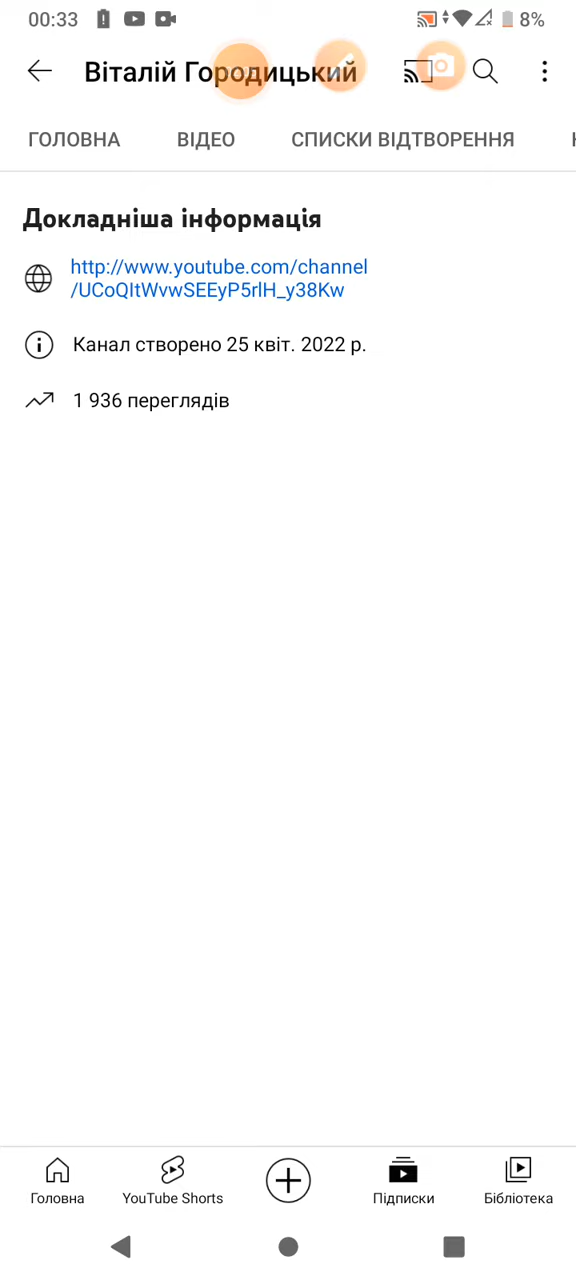 00:33 8%
Віталій Городицький
ГОЛОВНА ВІДЕО СПИСКИ ВІДТВОРЕННЯ
Докладніша інформація
http://www.youtube.com/channel
/UCoQItWvwSEEyP5rlH_y38Kw
Канал створено 25 квіт. 2022 р.
1 936 переглядів
Головна YouTube Shorts Підписки Бібліотека